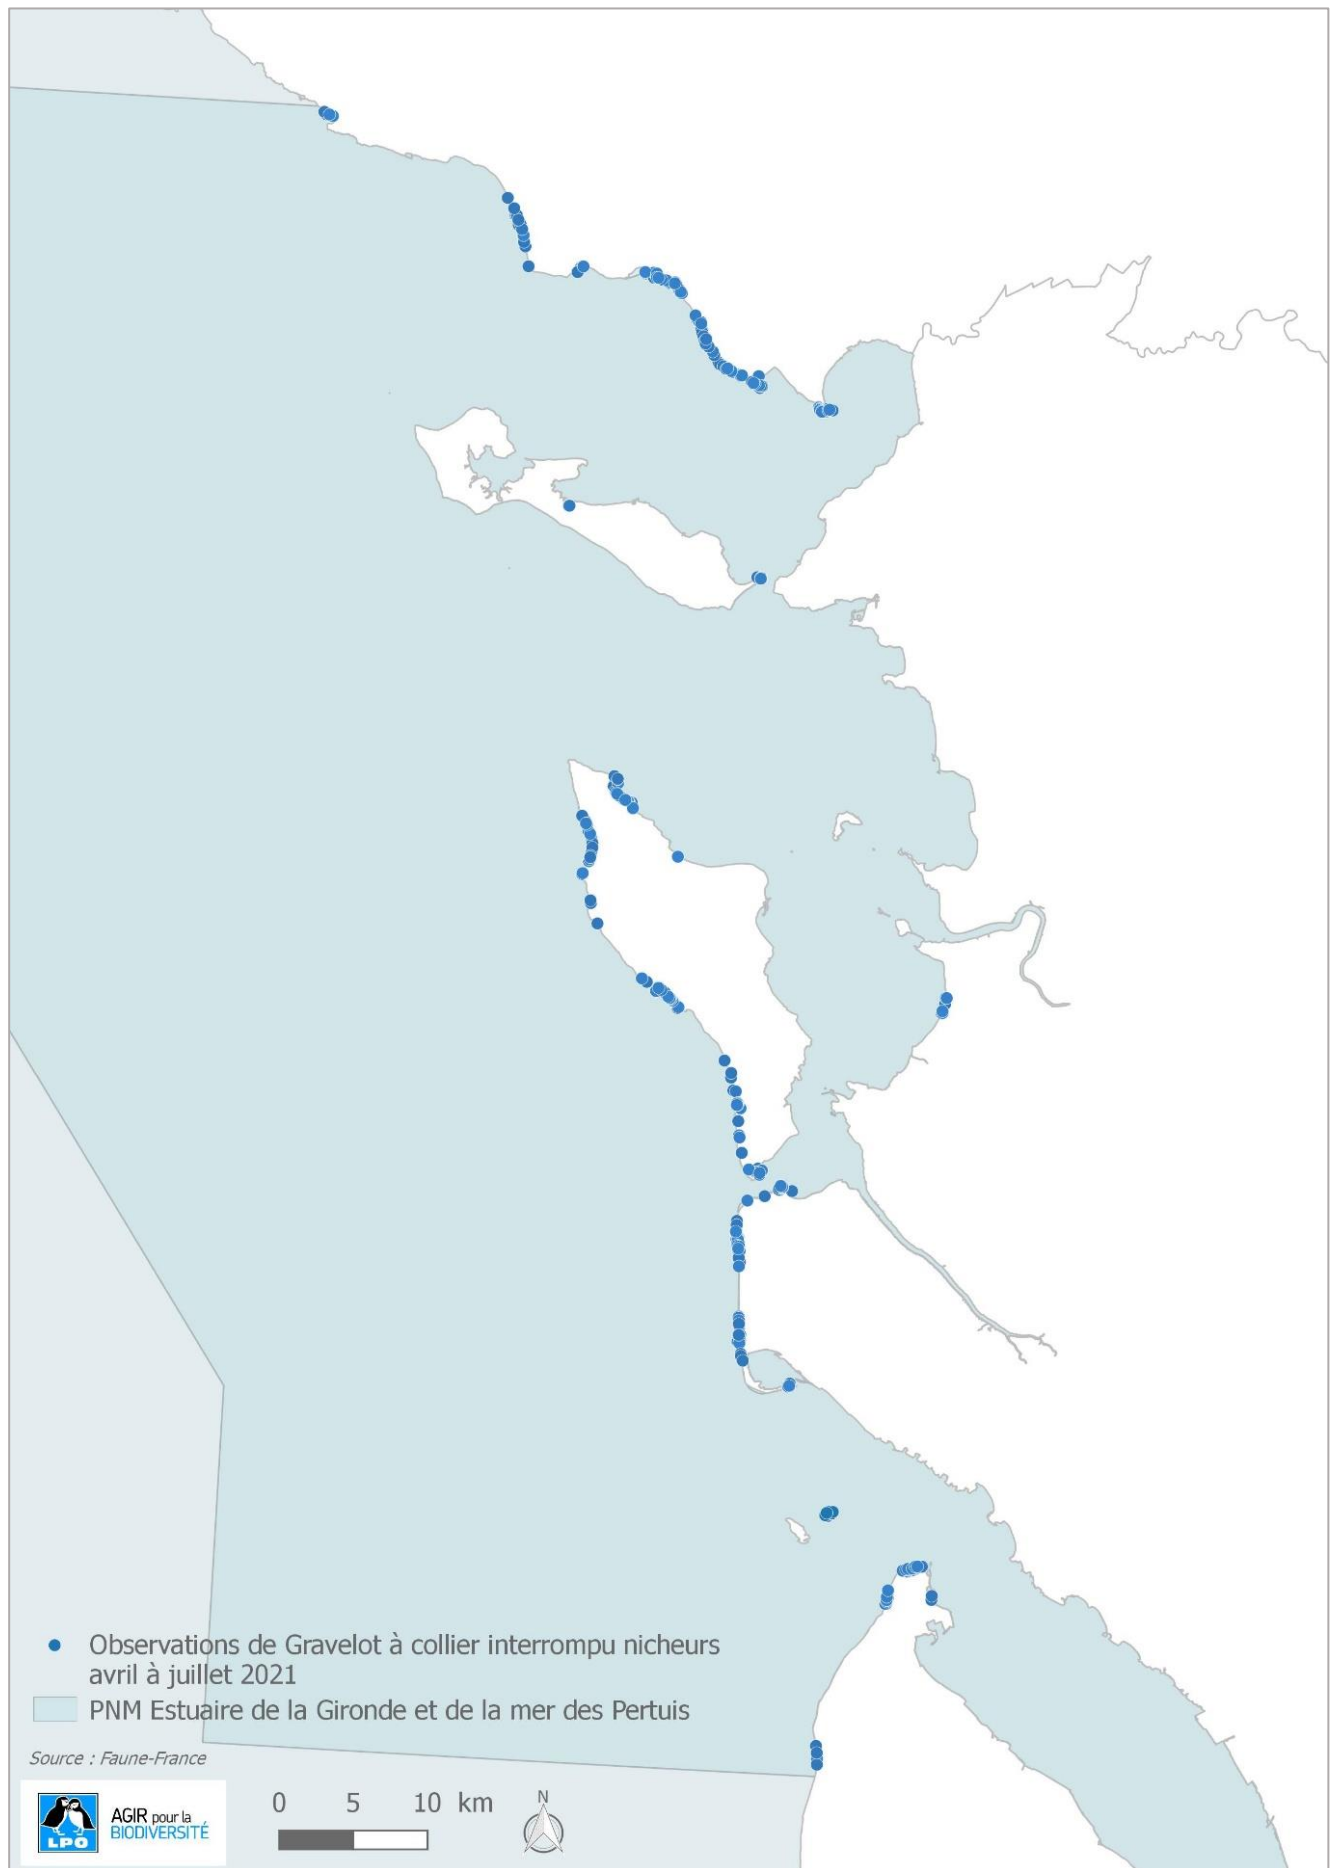 Observations de Gravelot à collier interrompu nicheurs
avril à juillet 2021
PNM Estuaire de la Gironde et de la mer des Pertuis
Source : Faune-France
LPO
AGIR pour la
BIODIVERSITÉ
0 5 10 km
N